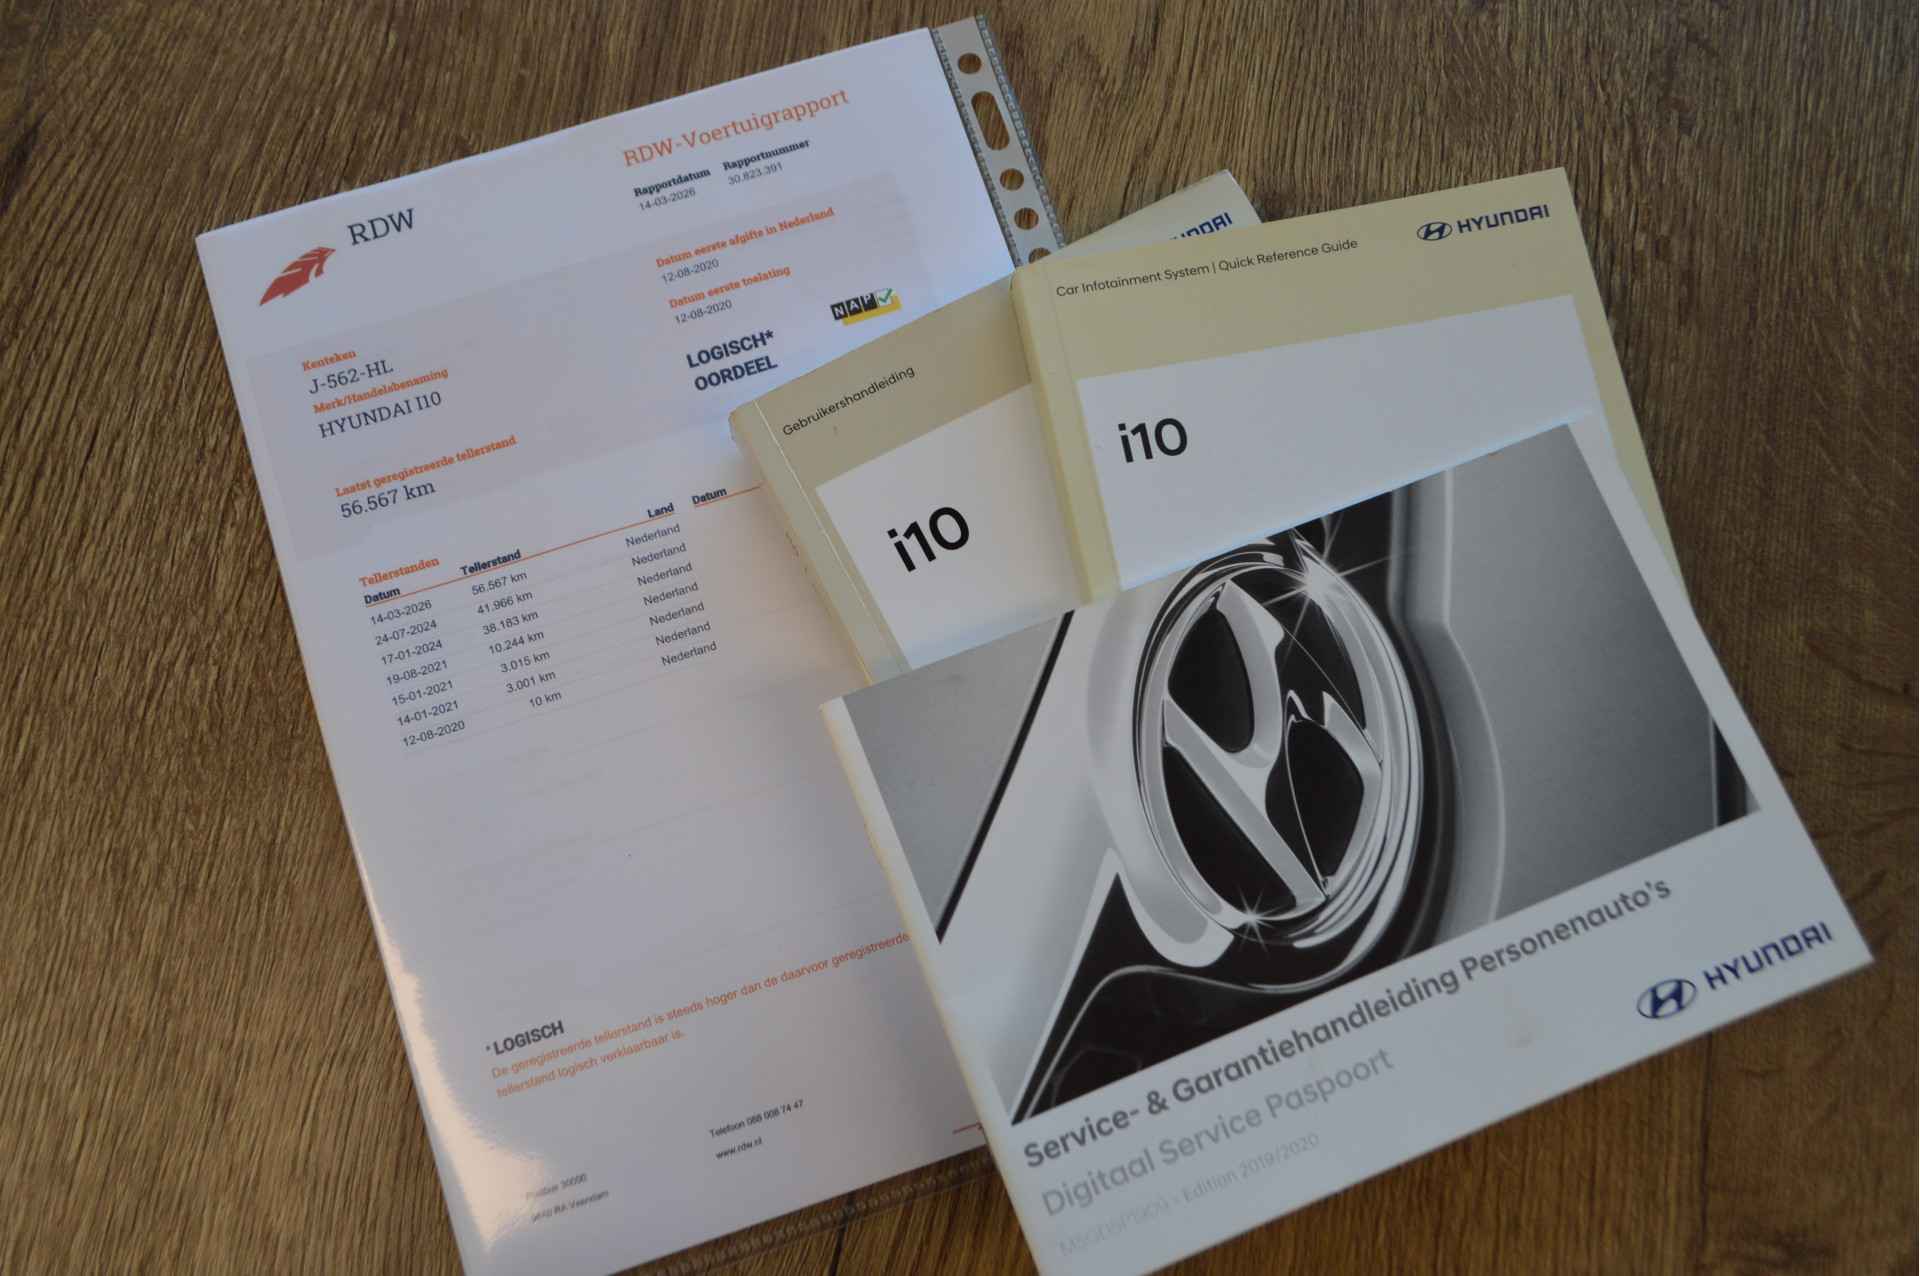 RDW
RDW-Voertuigrapport
Rapportdatum Rapportnummer
14-03-2026 30.823.391
Datum eerste afgifte in Nederland
12-08-2020
Datum eerste toelating
12-08-2020
NAP
LOGISCH*
OORDEEL
Kenteken
J-562-HL
Merk/Handelsbenaming
HYUNDAI I10
Laatst geregistreerde tellerstand
56.567 km
Tellerstanden
Datum Tellerstand Land Datum
14-03-2026 56.567 km Nederland
24-07-2024 41.966 km Nederland
17-01-2024 38.183 km Nederland
19-08-2021 10.244 km Nederland
15-01-2021 3.015 km Nederland
14-01-2021 3.001 km Nederland
12-08-2020 10 km Nederland
*LOGISCH
De geregistreerde tellerstand is steeds hoger dan de daarvoor geregistreerde
tellerstand logisch verklaarbaar is.
Telefoon 088 008 74 47
www.rdw.nl
Postbus 30000
Veendam
HYUNDAI
Gebruikershandleiding
i10
HYUNDAI
Car Infotainment System | Quick Reference Guide
i10
Service- & Garantiehandleiding Personenauto's
Digitaal Service Paspoort
Edition 2019/2020
HYUNDAI